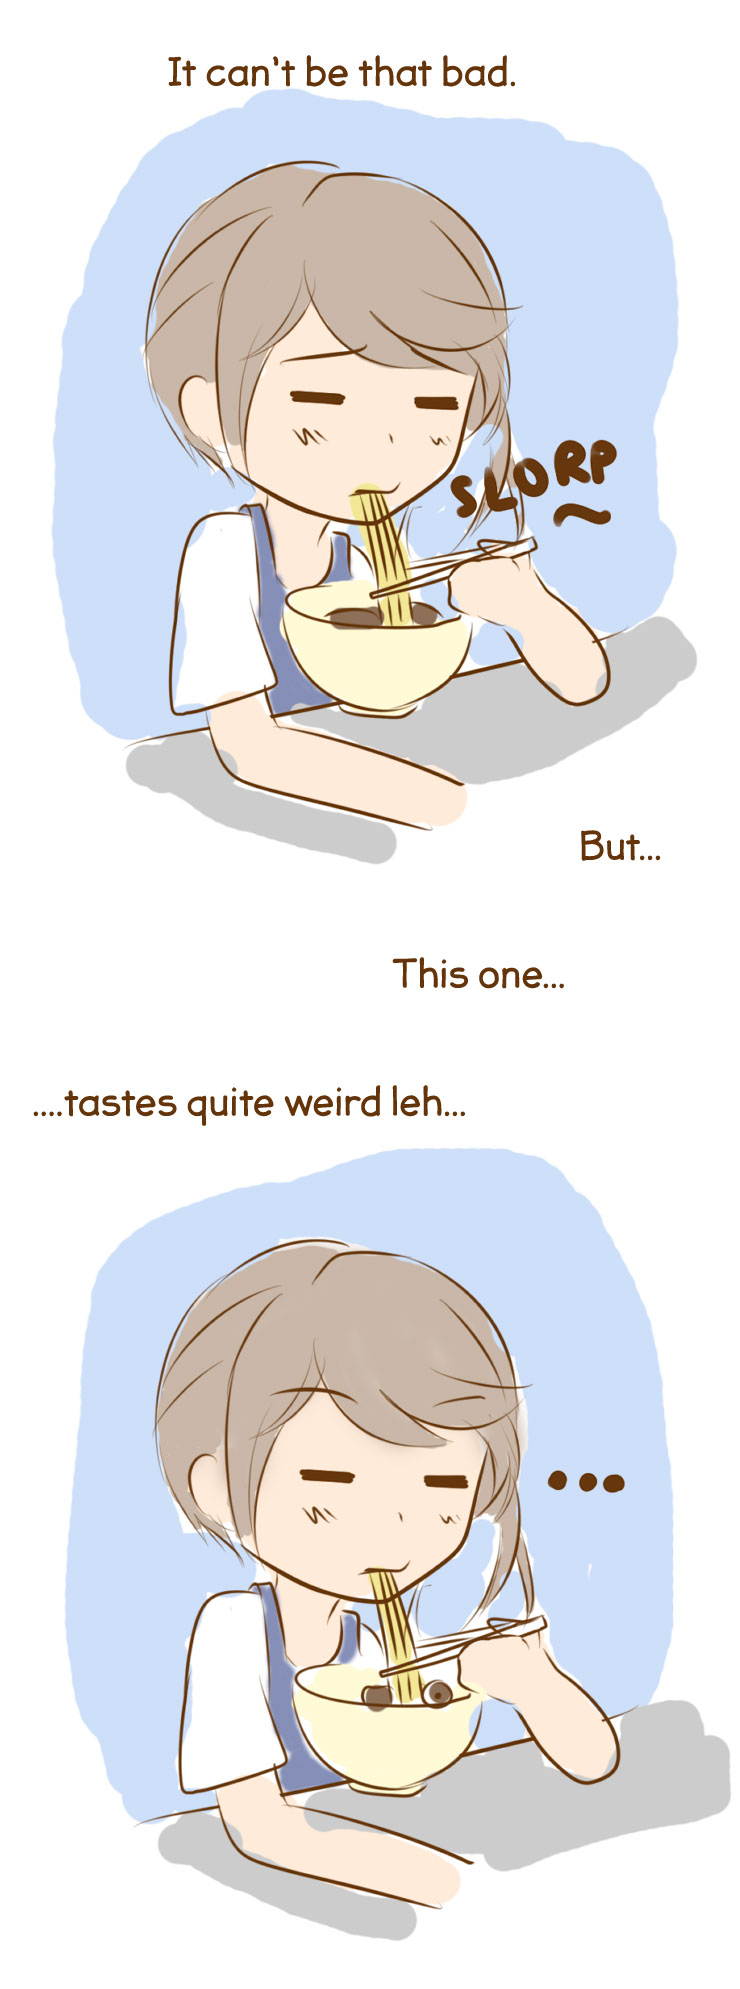 It can't be that bad.
SLORP
~
But...
This one...
....tastes quite weird leh...
...